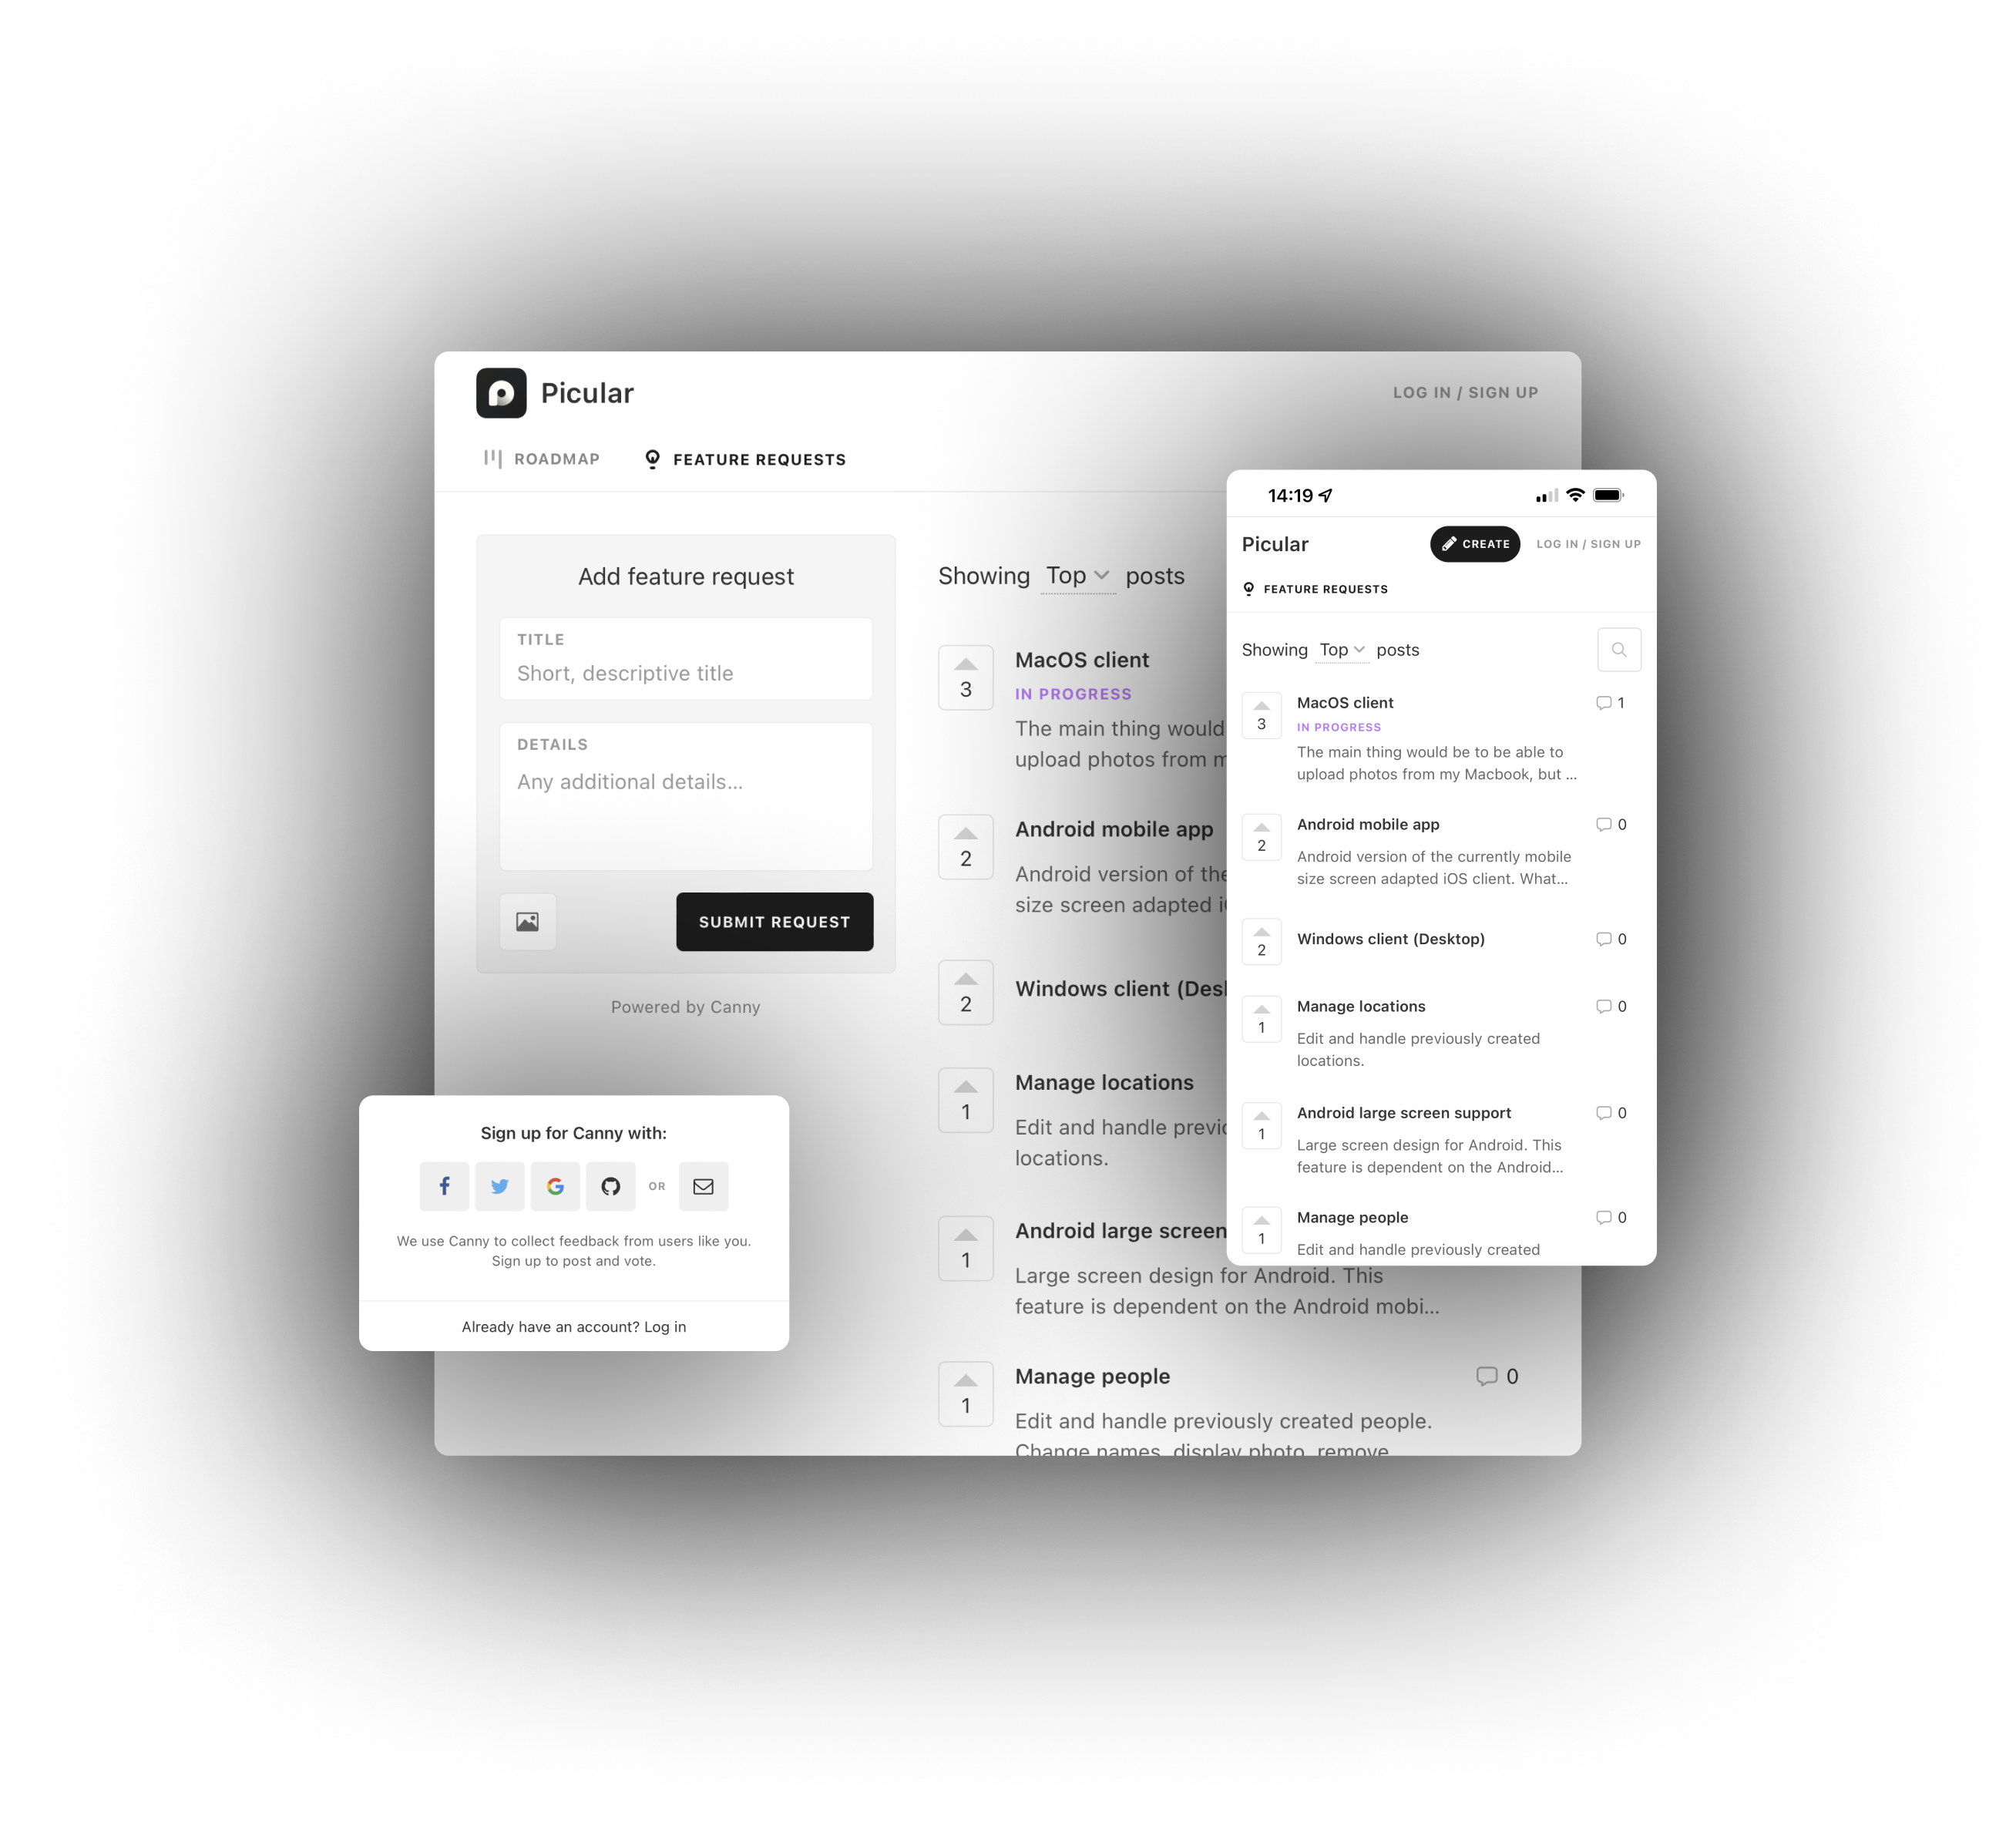 Picular
LOG IN / SIGN UP
ROADMAP
FEATURE REQUESTS
Add feature request
TITLE
Short, descriptive title
DETAILS
Any additional details...
SUBMIT REQUEST
Powered by Canny
Showing Top posts
3
MacOS client
IN PROGRESS
The main thing would
upload photos from
2
Android mobile app
Android version of the
size screen adapted
2
Windows client
1
Manage locations
Edit and handle
locations.
1
Android large screen
Large screen design for Android. This
feature is dependent on the Android mobi...
1
Manage people
0
Edit and handle previously created people.
Change names, display photo, remove
14:19
Picular
CREATE
LOG IN / SIGN UP
FEATURE REQUESTS
Showing Top posts
3
MacOS client
1
IN PROGRESS
The main thing would be to be able to
upload photos from my Macbook, but ...
2
Android mobile app
0
Android version of the currently mobile
size screen adapted iOS client. What...
2
Windows client (Desktop)
0
1
Manage locations
0
Edit and handle previously created
locations.
1
Android large screen support
0
Large screen design for Android. This
feature is dependent on the Android...
1
Manage people
0
Edit and handle previously created
Sign up for Canny with:
OR
We use Canny to collect feedback from users like you.
Sign up to post and vote.
Already have an account? Log in